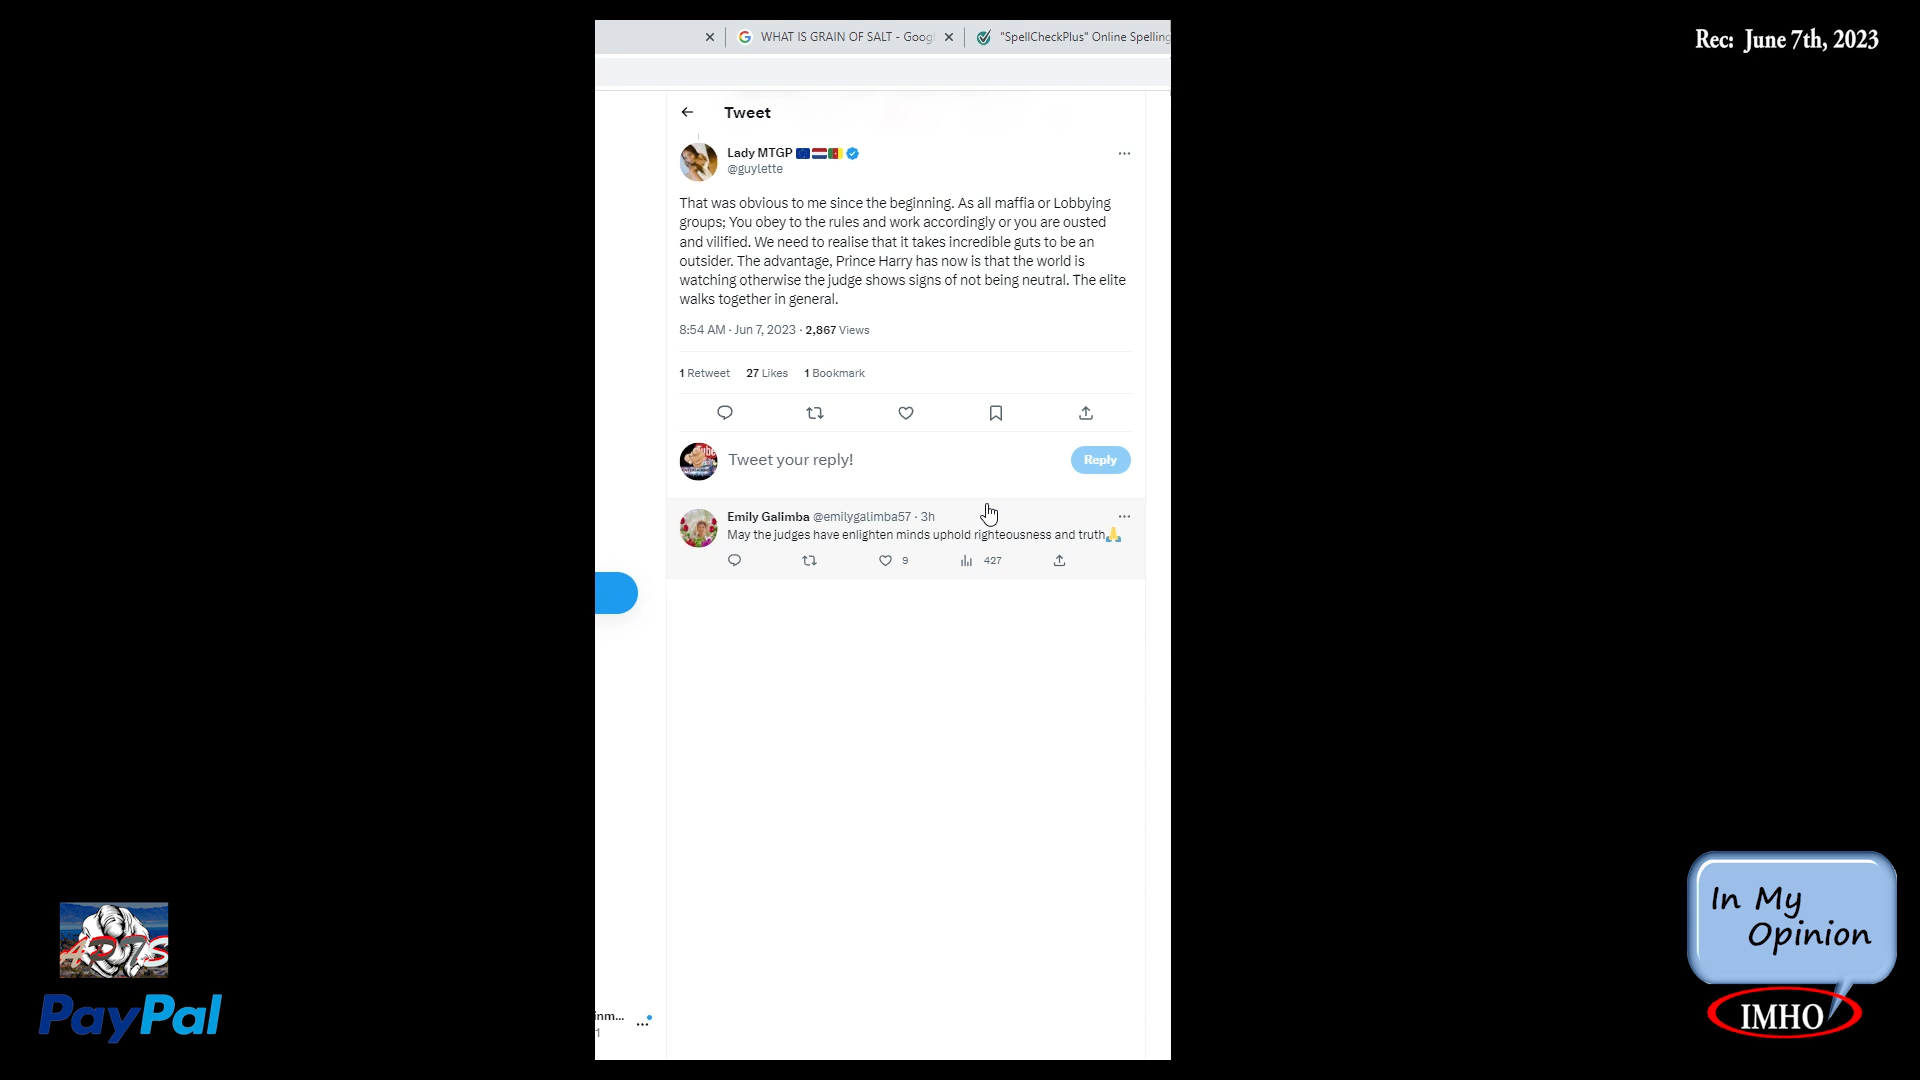 WHAT IS GRAIN OF SALT - Goog
"SpellCheckPlus" Online Spelling
Rec: June 7th, 2023
Tweet
Lady MTGP
@guylette
That was obvious to me since the beginning. As all maffia or Lobbying
groups; You obey to the rules and work accordingly or you are ousted
and vilified. We need to realise that it takes incredible guts to be an
outsider. The advantage, Prince Harry has now is that the world is
watching otherwise the judge shows signs of not being neutral. The elite
walks together in general.
8:54 AM · Jun 7, 2023 · 2,867 Views
1 Retweet 27 Likes 1 Bookmark
Tweet your reply!
Reply
Emily Galimba @emilygalimba57 · 3h
May the judges have enlighten minds uphold righteousness and truth🙏
9 427
inm...
1
PayPal
In My
Opinion
IMHO